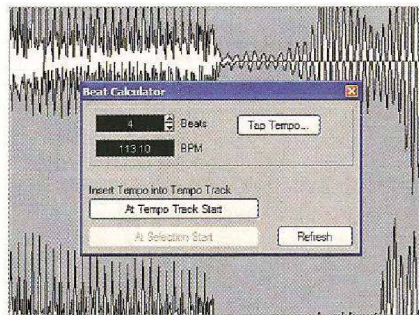 Beat Calculator
4 Beats Tap Tempo...
113.10 BPM
Insert Tempo into Tempo Track
At Tempo Track Start
At Selection Start Refresh